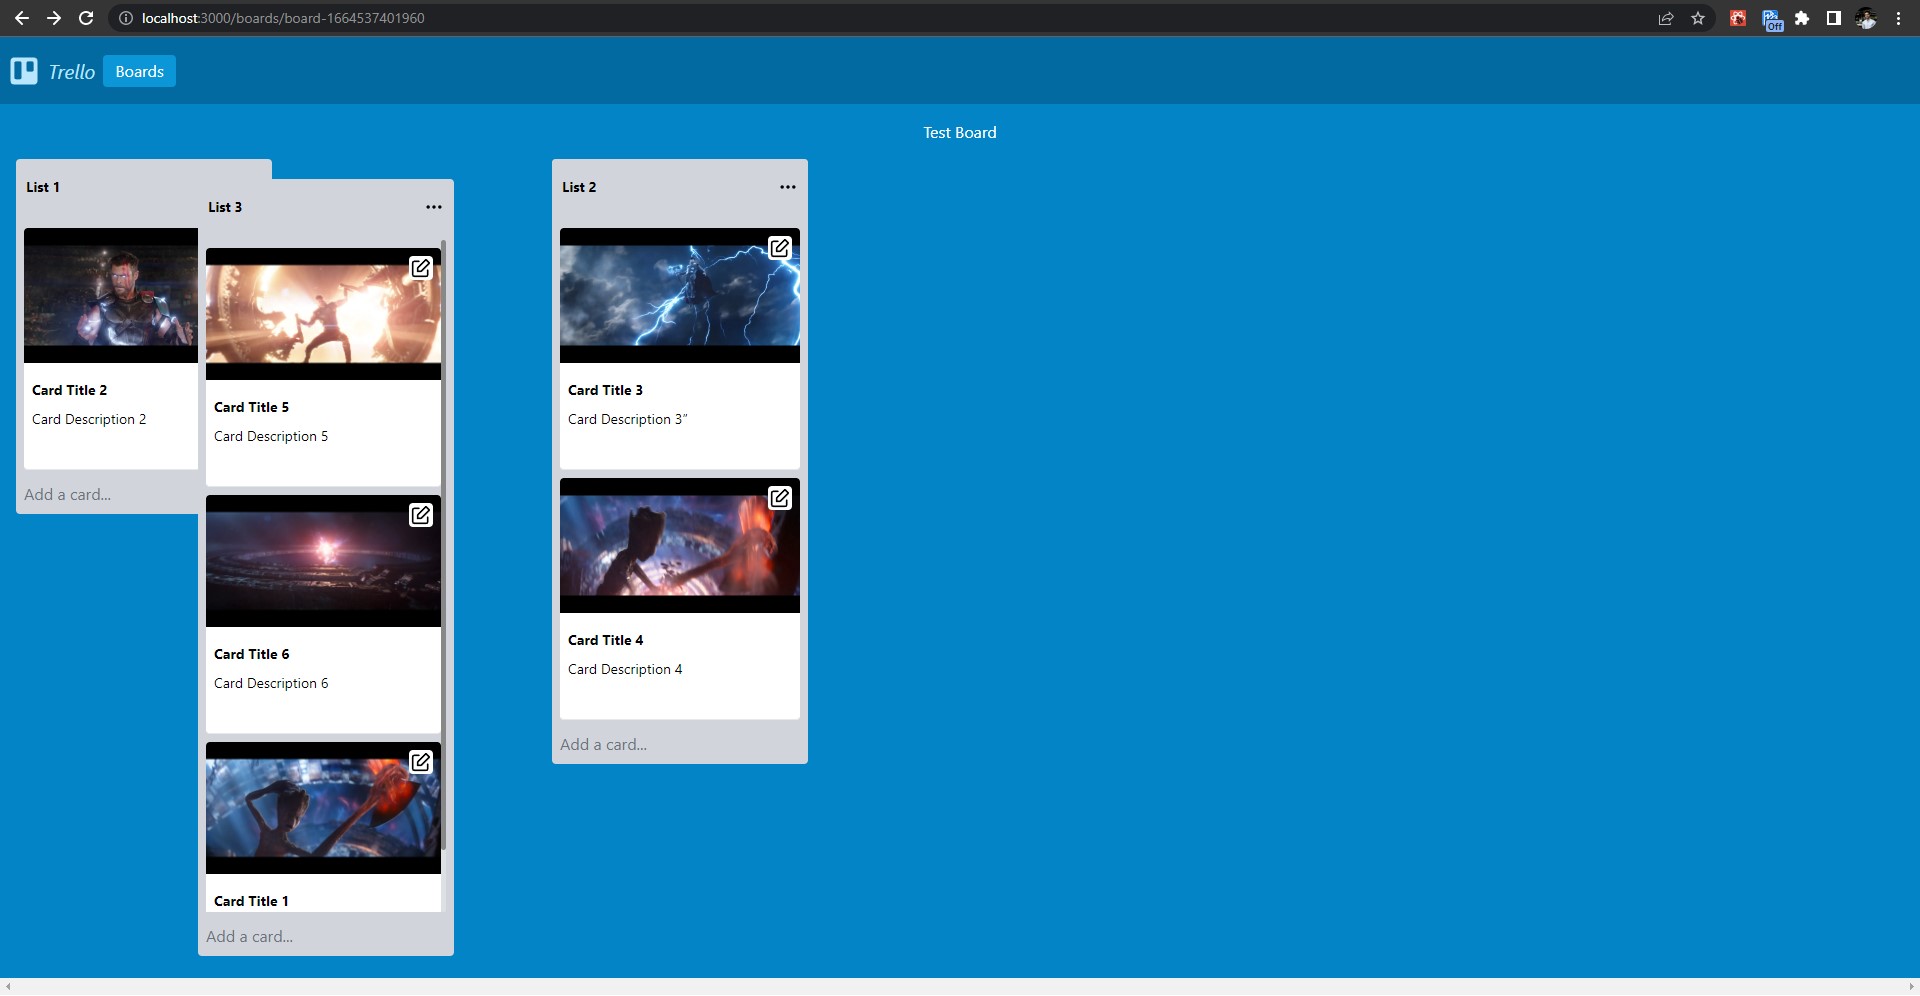 localhost:3000/boards/board-1664537401960
Off
Trello
Boards
Test Board
List 1
Card Title 2
Card Description 2
Add a card...
List 3
Card Title 5
Card Description 5
Card Title 6
Card Description 6
Card Title 1
Add a card...
List 2
Card Title 3
Card Description 3"
Card Title 4
Card Description 4
Add a card...